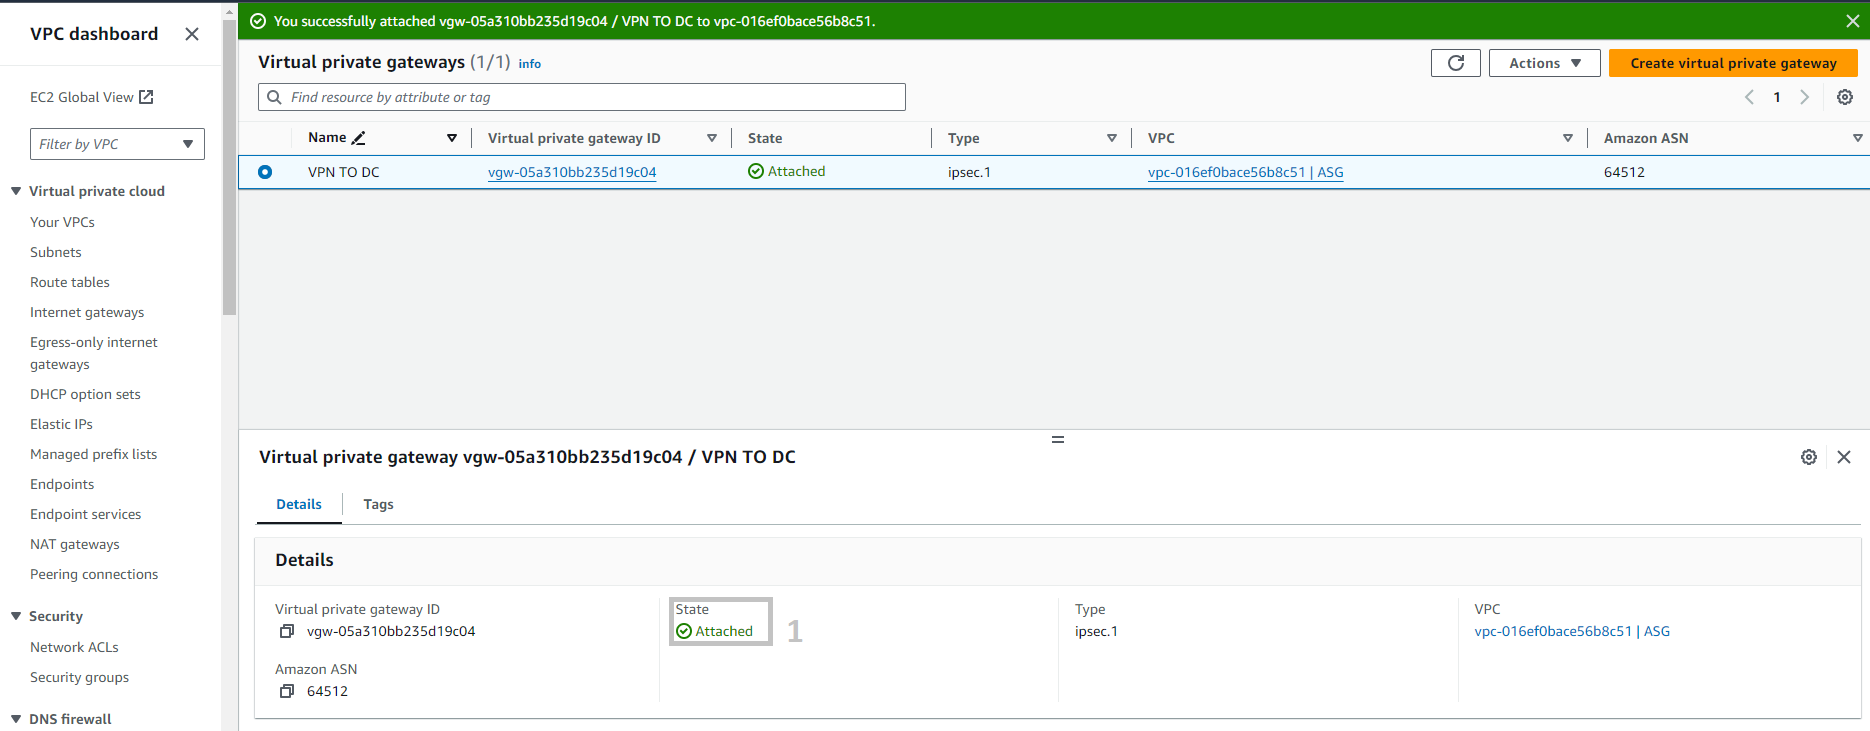 You successfully attached vgw-05a310bb235d19c04 / VPN TO DC to vpc-016ef0bace56b8c51.
VPC dashboard
EC2 Global View
Filter by VPC
Virtual private cloud
Your VPCs
Subnets
Route tables
Internet gateways
Egress-only internet
gateways
DHCP option sets
Elastic IPs
Managed prefix lists
Endpoints
Endpoint services
NAT gateways
Peering connections
Security
Network ACLs
Security groups
DNS firewall
Virtual private gateways (1/1) info
Actions
Create virtual private gateway
Find resource by attribute or tag
1
Name Virtual private gateway ID State Type VPC Amazon ASN
VPN TO DC vgw-05a310bb235d19c04 Attached ipsec.1 vpc-016ef0bace56b8c51 | ASG 64512
Virtual private gateway vgw-05a310bb235d19c04 / VPN TO DC
Details Tags
Details
Virtual private gateway ID State Type VPC
vgw-05a310bb235d19c04 Attached 1 ipsec.1 vpc-016ef0bace56b8c51 | ASG
Amazon ASN
64512